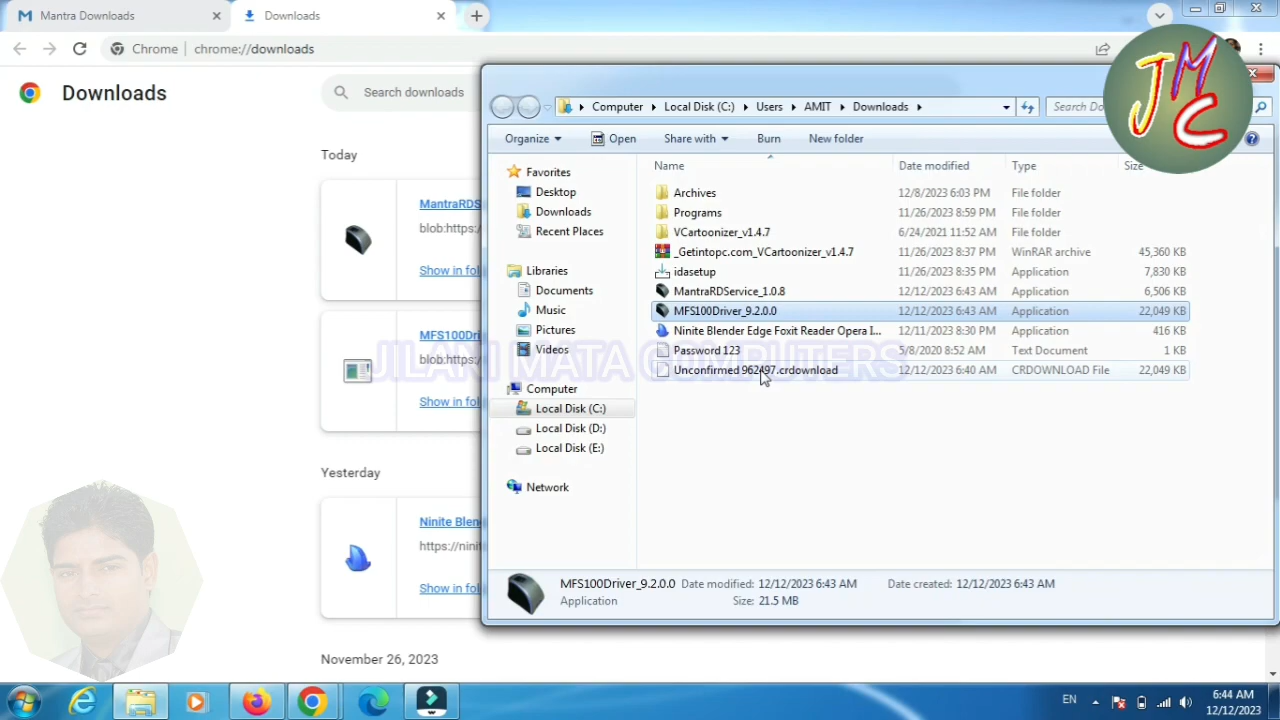 Mantra Downloads
Downloads
Chrome
chrome://downloads
Downloads
Search downloads
Today
MantraRDS
blob:https:
Show in fol
MFS100Dri
blob:https:
Show in fol
Yesterday
Ninite Blen
https://nini
Show in fol
November 26, 2023
Computer
Local Disk (C:)
Users
AMIT
Downloads
Search Do
Organize
Open
Share with
Burn
New folder
Favorites
Desktop
Downloads
Recent Places
Libraries
Documents
Music
Pictures
Videos
Computer
Local Disk (C:)
Local Disk (D:)
Local Disk (E:)
Network
Name Date modified Type Size
Archives 12/8/2023 6:03 PM File folder
Programs 11/26/2023 8:59 PM File folder
VCartoonizer_v1.4.7 6/24/2021 11:52 AM File folder
_Getintopc.com_VCartoonizer_v1.4.7 11/26/2023 8:37 PM WinRAR archive 45,360 KB
idasetup 11/26/2023 8:35 PM Application 7,830 KB
MantraRDService_1.0.8 12/12/2023 6:43 AM Application 6,506 KB
MFS100Driver_9.2.0.0 12/12/2023 6:43 AM Application 22,049 KB
Ninite Blender Edge Foxit Reader Opera I... 12/11/2023 8:30 PM Application 416 KB
Password 123 5/8/2020 8:52 AM Text Document 1 KB
Unconfirmed 962497.crdownload 12/12/2023 6:40 AM CRDOWNLOAD File 22,049 KB
MFS100Driver_9.2.0.0 Date modified: 12/12/2023 6:43 AM Date created: 12/12/2023 6:43 AM
Application Size: 21.5 MB
JILANI MATA COMPUTERS
JMC
EN
6:44 AM
12/12/2023